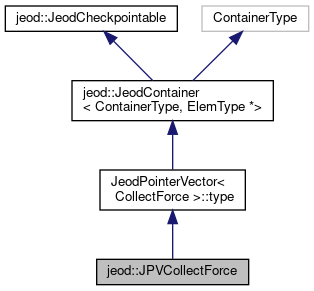 jeod::JeodCheckpointable
ContainerType
jeod::JeodContainer
< ContainerType, ElemType *>
JeodPointerVector<
CollectForce >::type
jeod::JPVCollectForce